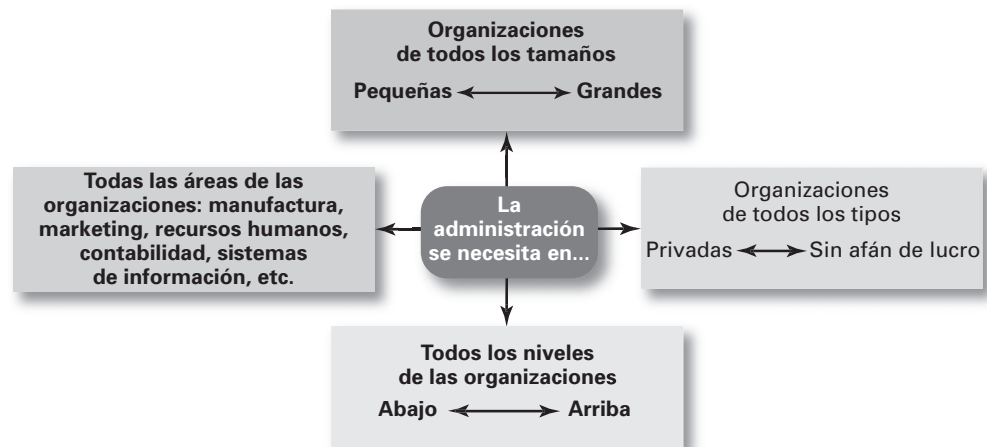 Organizaciones
de todos los tamaños
Pequeñas Grandes
Todas las áreas de las
organizaciones: manufactura,
marketing, recursos humanos,
contabilidad, sistemas
de información, etc.
La
administración
se necesita en...
Organizaciones
de todos los tipos
Privadas Sin afán de lucro
Todos los niveles
de las organizaciones
Abajo Arriba